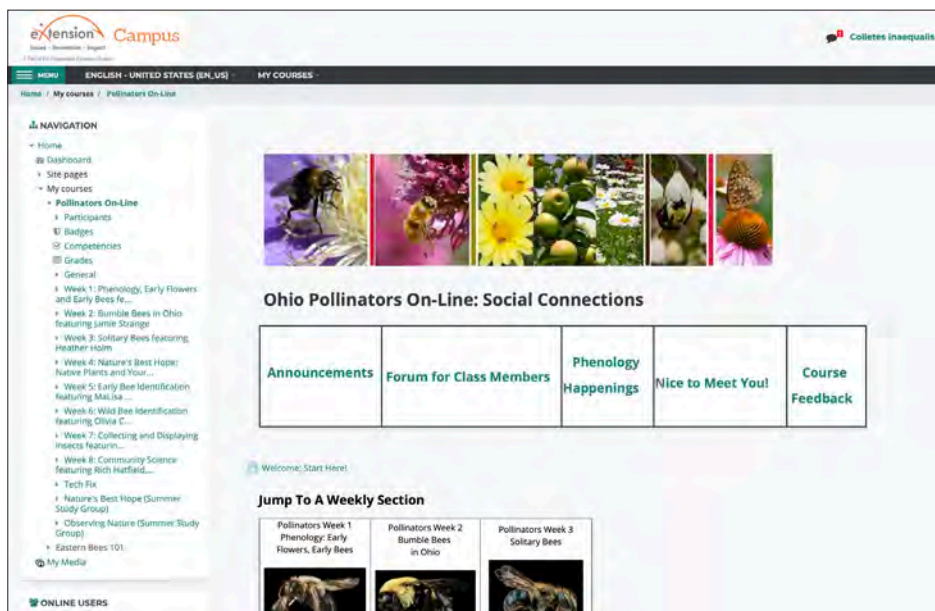 eXtension Campus
Issues · Innovation · Impact
Colletes inaequalis
MENU ENGLISH - UNITED STATES (EN_US) MY COURSES
Home / My courses / Pollinators On-Line
NAVIGATION
Home
Dashboard
Site pages
My courses
Pollinators On-Line
Participants
Badges
Competencies
Grades
General
Week 1: Phenology, Early Flowers
and Early Bees fe...
Week 2: Bumble Bees in Ohio
featuring Jamie Strange
Week 3: Solitary Bees featuring
Heather Holm
Week 4: Nature's Best Hope:
Native Plants and Your...
Week 5: Early Bee Identification
featuring MaLisa ...
Week 6: Wild Bee Identification
featuring Olivia C...
Week 7: Collecting and Displaying
Insects featurin...
Week 8: Community Science
featuring Rich Hatfield,...
Tech Fix
Nature's Best Hope (Summer
Study Group)
Observing Nature (Summer Study
Group)
Eastern Bees 101
My Media
ONLINE USERS
Ohio Pollinators On-Line: Social Connections
Announcements
Forum for Class Members
Phenology
Happenings
Nice to Meet You!
Course
Feedback
Welcome: Start Here!
Jump To A Weekly Section
Pollinators Week 1
Phenology: Early
Flowers, Early Bees
Pollinators Week 2
Bumble Bees
in Ohio
Pollinators Week 3
Solitary Bees